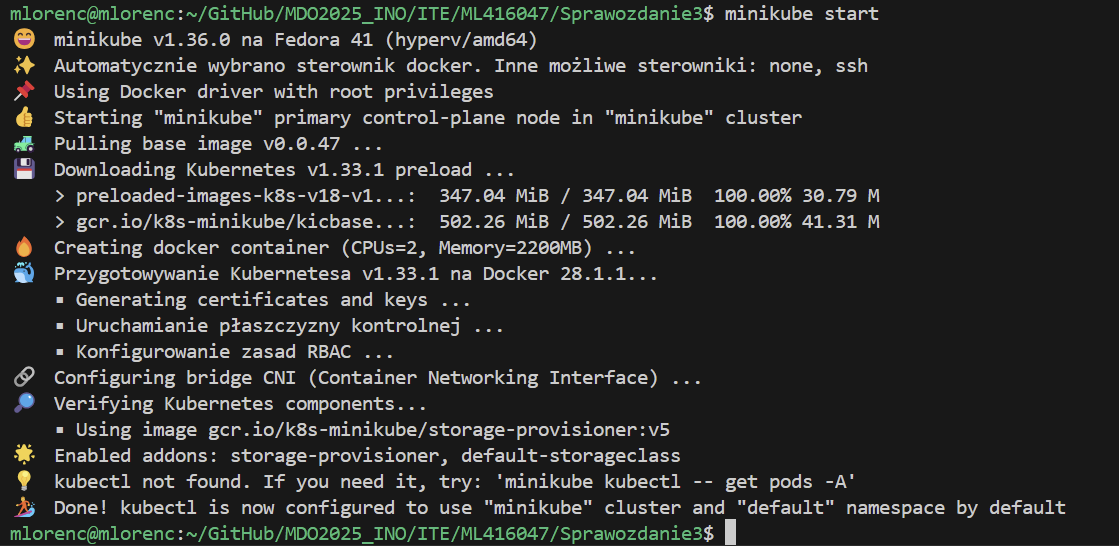 mlorenc@mlorenc:~/GitHub/MDO2025_INO/ITE/ML416047/Sprawozdanie3$ minikube start
😄 minikube v1.36.0 na Fedora 41 (hyperv/amd64)
✨ Automatycznie wybrano sterownik docker. Inne możliwe sterowniki: none, ssh
📌 Using Docker driver with root privileges
👍 Starting "minikube" primary control-plane node in "minikube" cluster
🚜 Pulling base image v0.0.47 ...
💾 Downloading Kubernetes v1.33.1 preload ...
> preloaded-images-k8s-v18-v1...: 347.04 MiB / 347.04 MiB 100.00% 30.79 M
> gcr.io/k8s-minikube/kicbase...: 502.26 MiB / 502.26 MiB 100.00% 41.31 M
🔥 Creating docker container (CPUs=2, Memory=2200MB) ...
🐳 Przygotowywanie Kubernetesa v1.33.1 na Docker 28.1.1...
▪ Generating certificates and keys ...
▪ Uruchamianie płaszczyzny kontrolnej ...
▪ Konfigurowanie zasad RBAC ...
🔗 Configuring bridge CNI (Container Networking Interface) ...
🔎 Verifying Kubernetes components...
▪ Using image gcr.io/k8s-minikube/storage-provisioner:v5
🌟 Enabled addons: storage-provisioner, default-storageclass
💡 kubectl not found. If you need it, try: 'minikube kubectl -- get pods -A'
🏄 Done! kubectl is now configured to use "minikube" cluster and "default" namespace by default
mlorenc@mlorenc:~/GitHub/MDO2025_INO/ITE/ML416047/Sprawozdanie3$